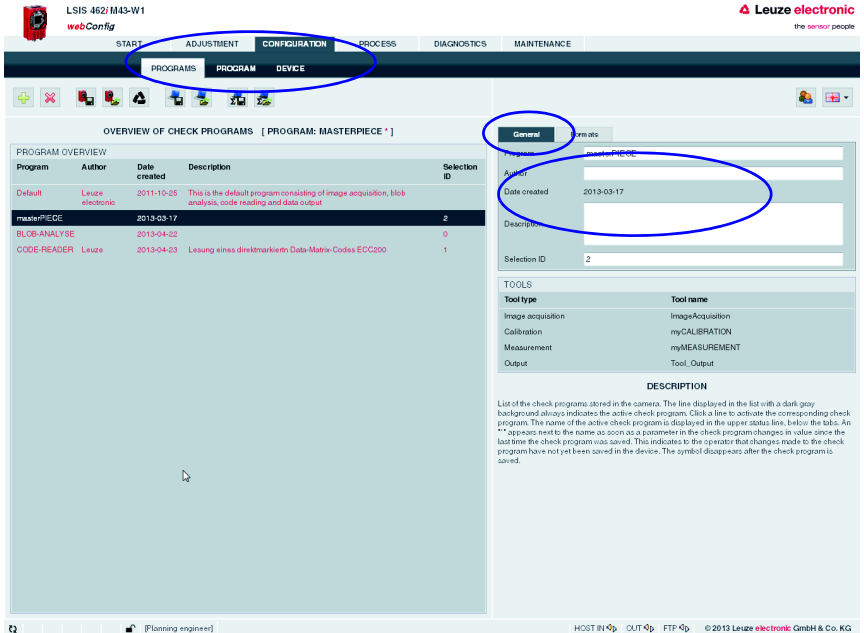 LSIS 462i M43-W1
Leuze electronic
webConfig
the sensor people
START ADJUSTMENT CONFIGURATION PROCESS DIAGNOSTICS MAINTENANCE
PROGRAMS PROGRAM DEVICE
OVERVIEW OF CHECK PROGRAMS [ PROGRAM: MASTERPIECE * ]
PROGRAM OVERVIEW
Program Author Date created Description Selection ID
Default Leuze electronic 2011-10-25 This is the default program consisting of image acquisition, blob
analysis, code reading and data output
masterPIECE 2013-03-17 2
BLOB-ANALYSE 2013-04-22 0
CODE-READER Leuze 2013-04-23 Lesung eines direktmarkiertn Data-Matrix-Codes ECC200 1
General Formats
Program masterPIECE
Author
Date created 2013-03-17
Description
Selection ID 2
TOOLS
Tool type Tool name
Image acquisition ImageAcquisition
Calibration myCALIBRATION
Measurement myMEASUREMENT
Output Tool_Output
DESCRIPTION
List of the check programs stored in the camera. The line displayed in the list with a dark gray
background always indicates the active check program. Click a line to activate the corresponding check
program. The name of the active check program is displayed in the upper status line, below the tabs. An
"*" appears next to the name as soon as a parameter in the check program changes in value since the
last time the check program was saved. This indicates to the operator that changes made to the check
program have not yet been saved in the device. The symbol disappears after the check program is
saved.
[Planning engineer]
HOST IN OUT FTP © 2013 Leuze electronic GmbH & Co. KG